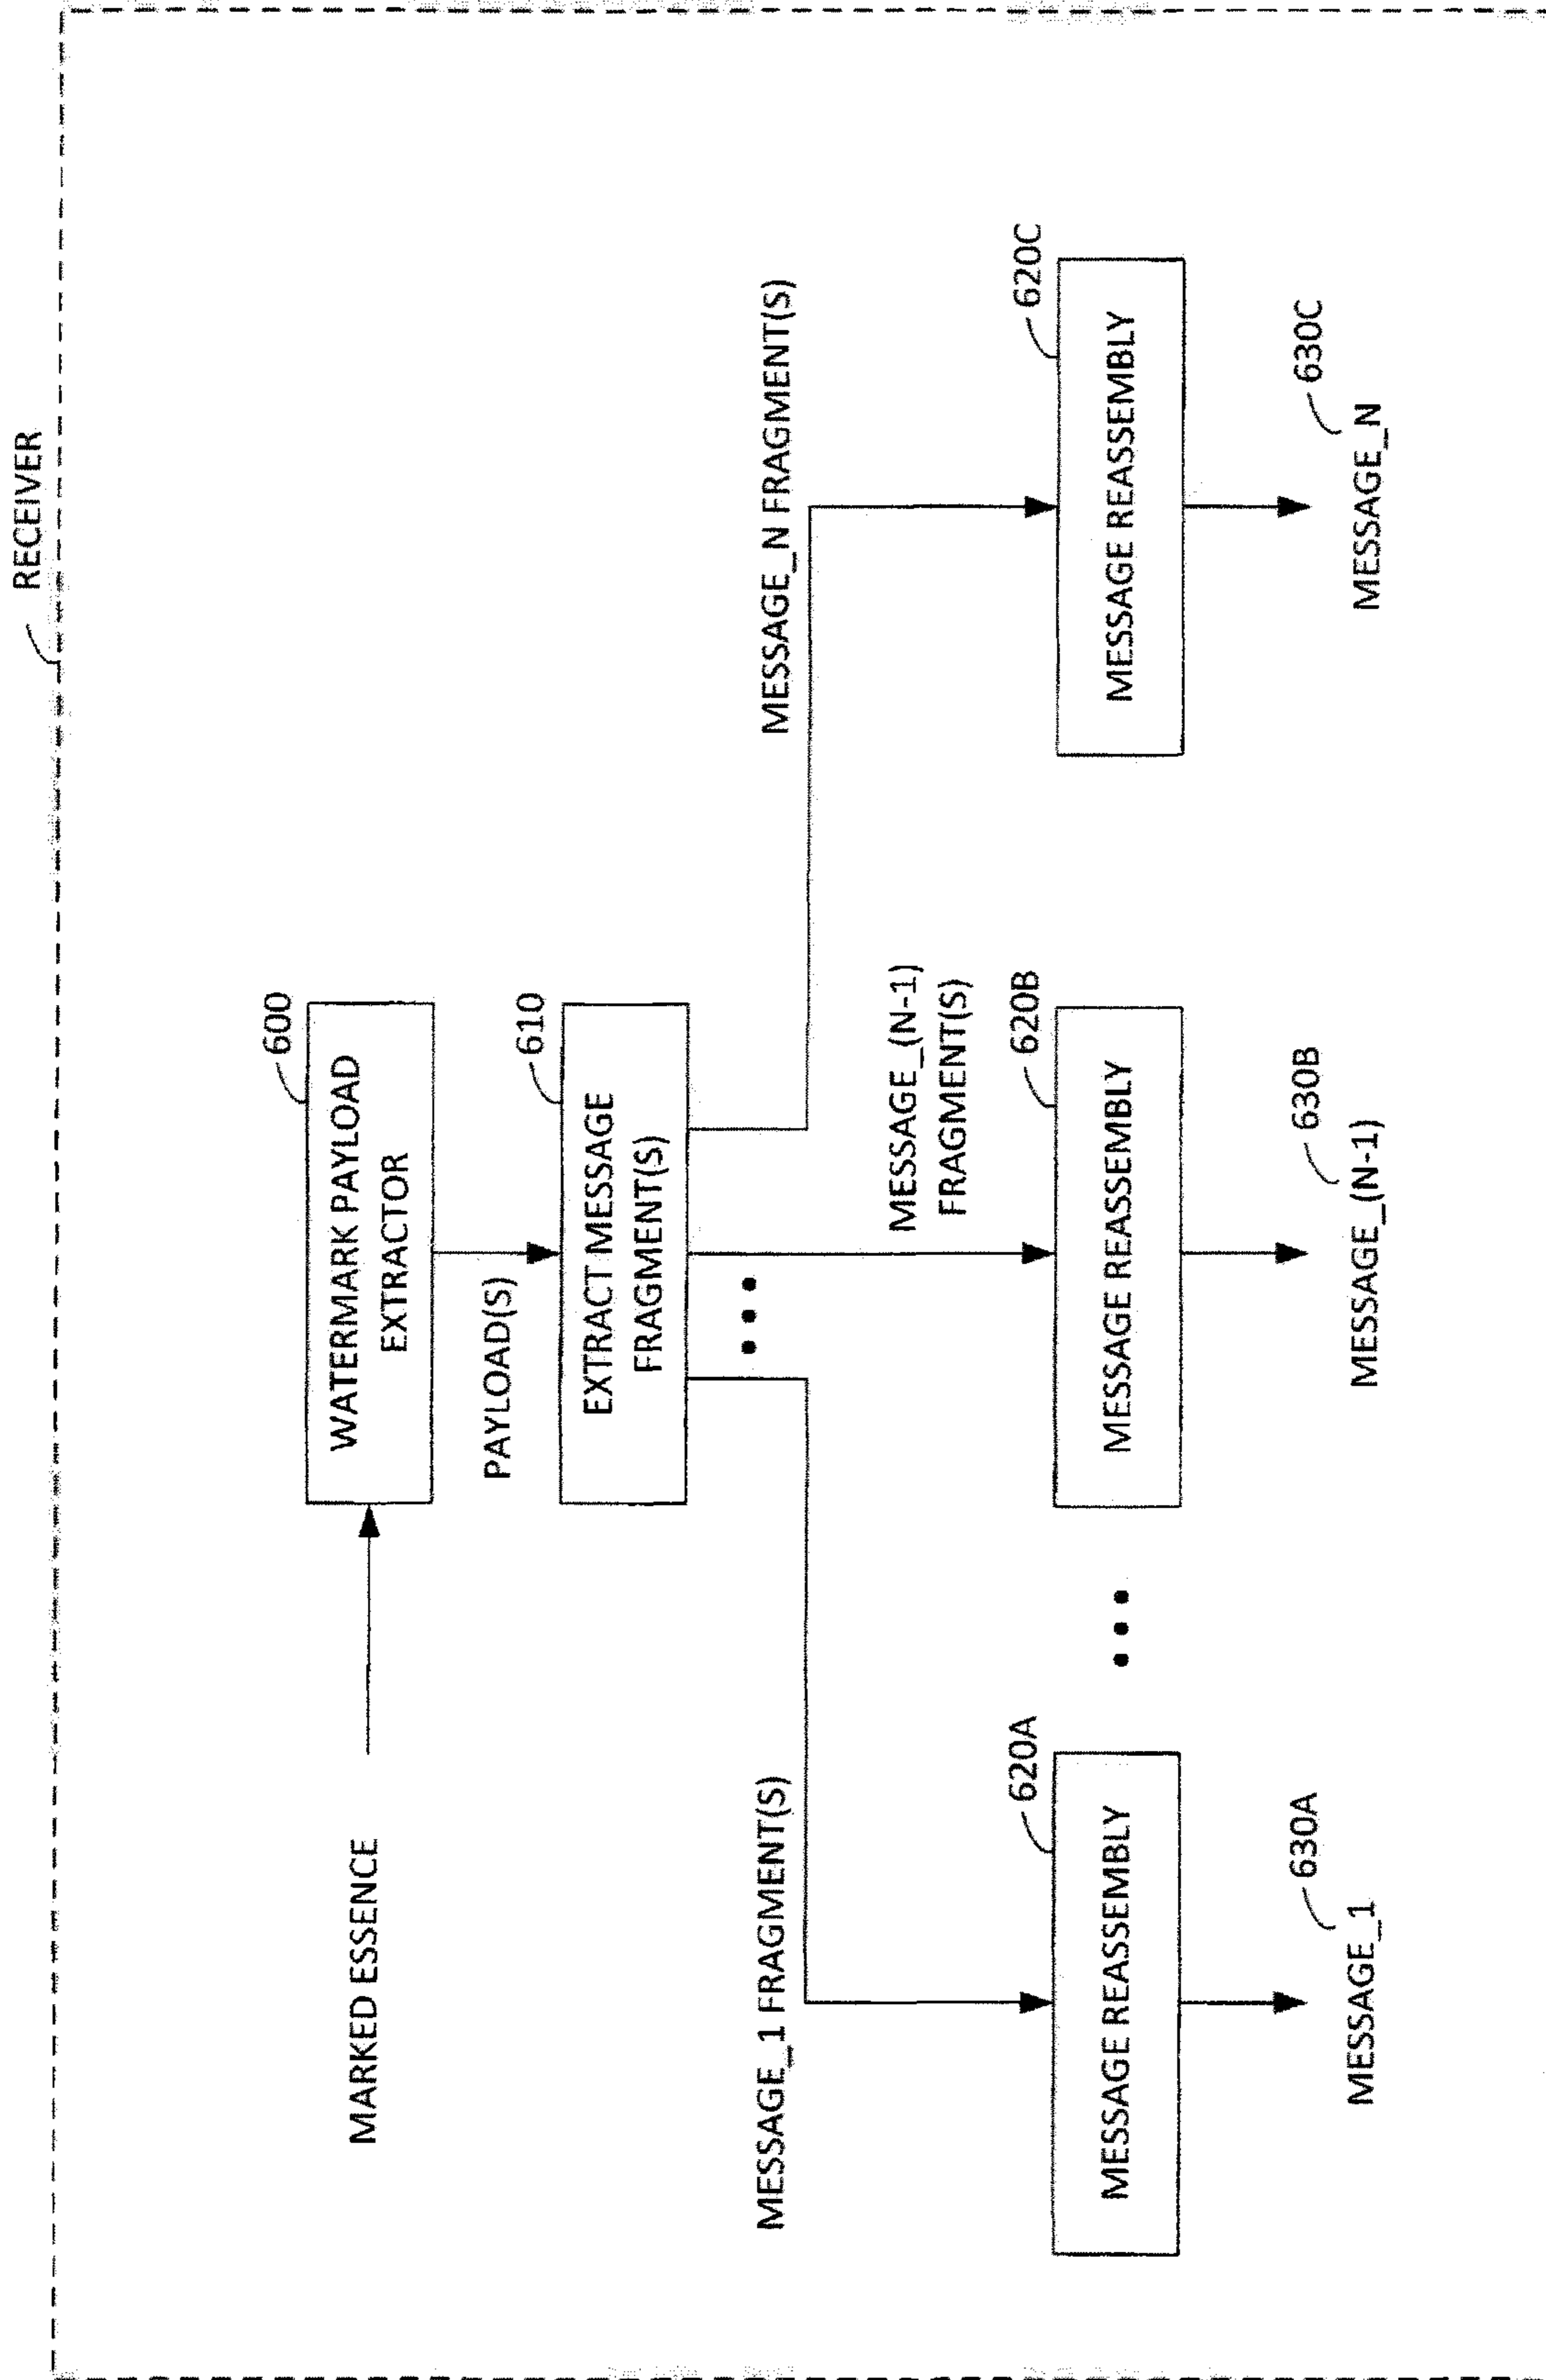 RECEIVER
600
MARKED ESSENCE
WATERMARK PAYLOAD
EXTRACTOR
PAYLOAD(S)
610
EXTRACT MESSAGE
FRAGMENT(S)
MESSAGE_1 FRAGMENT(S)
MESSAGE_N FRAGMENT(S)
MESSAGE_(N-1)
FRAGMENT(S)
620A
620B
620C
MESSAGE REASSEMBLY
MESSAGE REASSEMBLY
MESSAGE REASSEMBLY
630A
630B
630C
MESSAGE_1
MESSAGE_(N-1)
MESSAGE_N